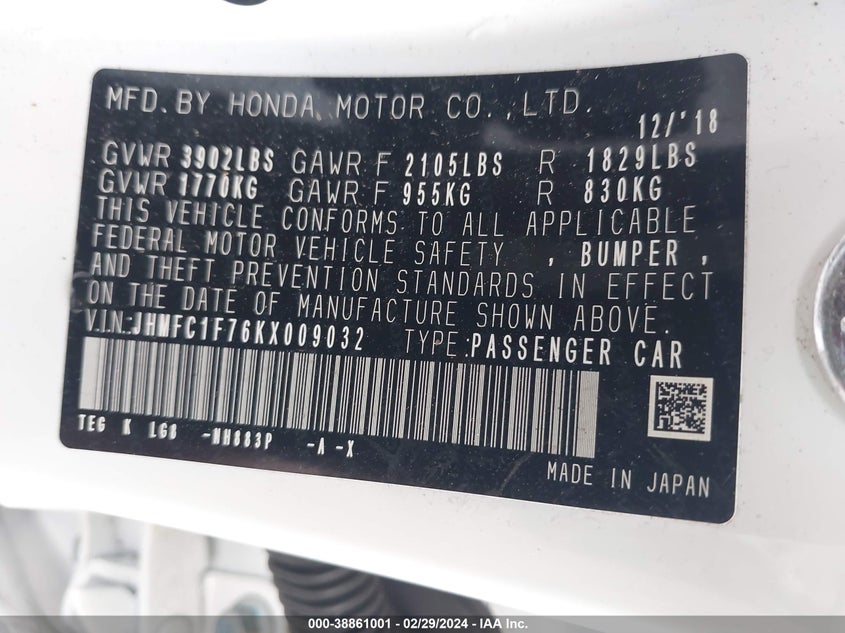 MFD. BY HONDA MOTOR CO., LTD.
12/'18
GVWR 3902LBS GAWR F 2105LBS R 1829LBS
GVWR 1770KG GAWR F 955KG R 830KG
THIS VEHICLE CONFORMS TO ALL APPLICABLE
FEDERAL MOTOR VEHICLE SAFETY , BUMPER ,
AND THEFT PREVENTION STANDARDS IN EFFECT
ON THE DATE OF MANUFACTURE SHOWN ABOVE.
V.I.N:JHMFC1F76KX009032 TYPE:PASSENGER CAR
TEG K LG8 -NH883P -A -X
MADE IN JAPAN
000-38861001 - 02/29/2024 - IAA Inc.